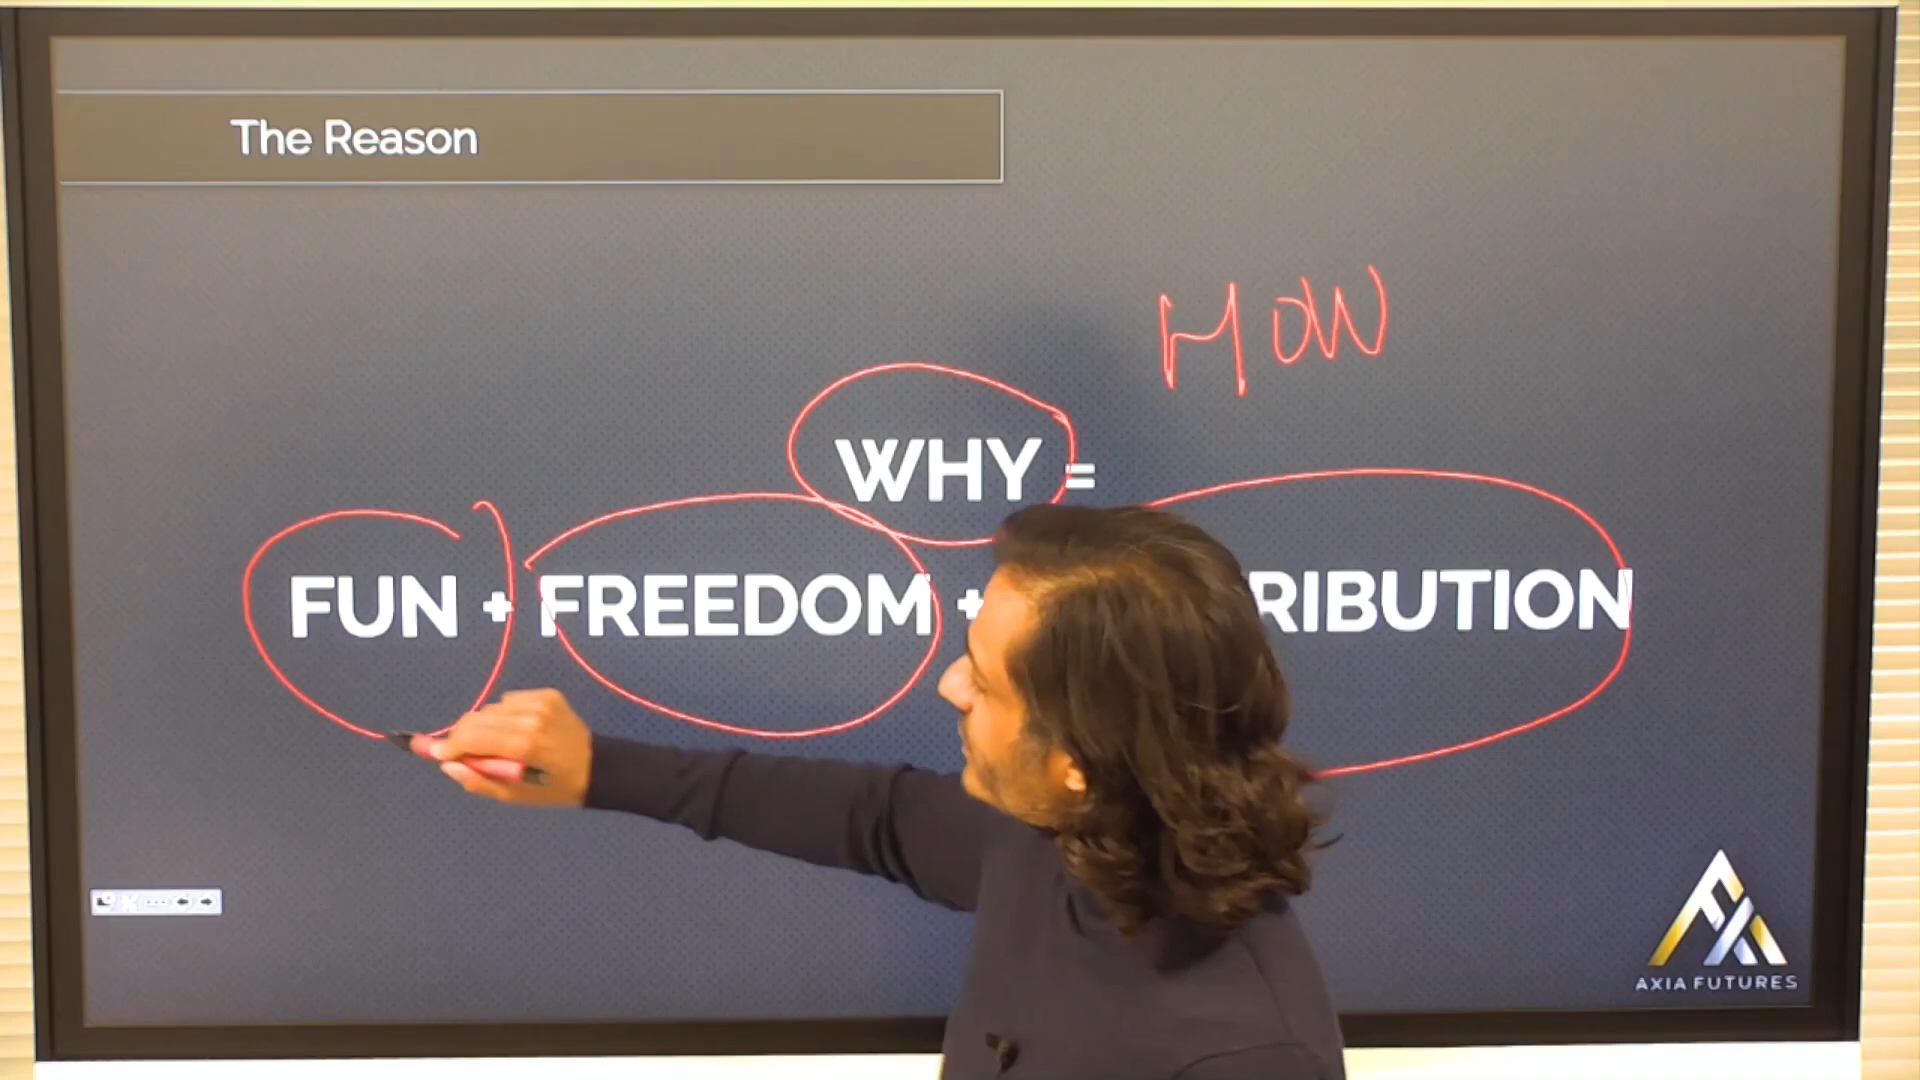 The Reason
HOW
WHY =
FUN + FREEDOM + RIBUTION
AXIA FUTURES